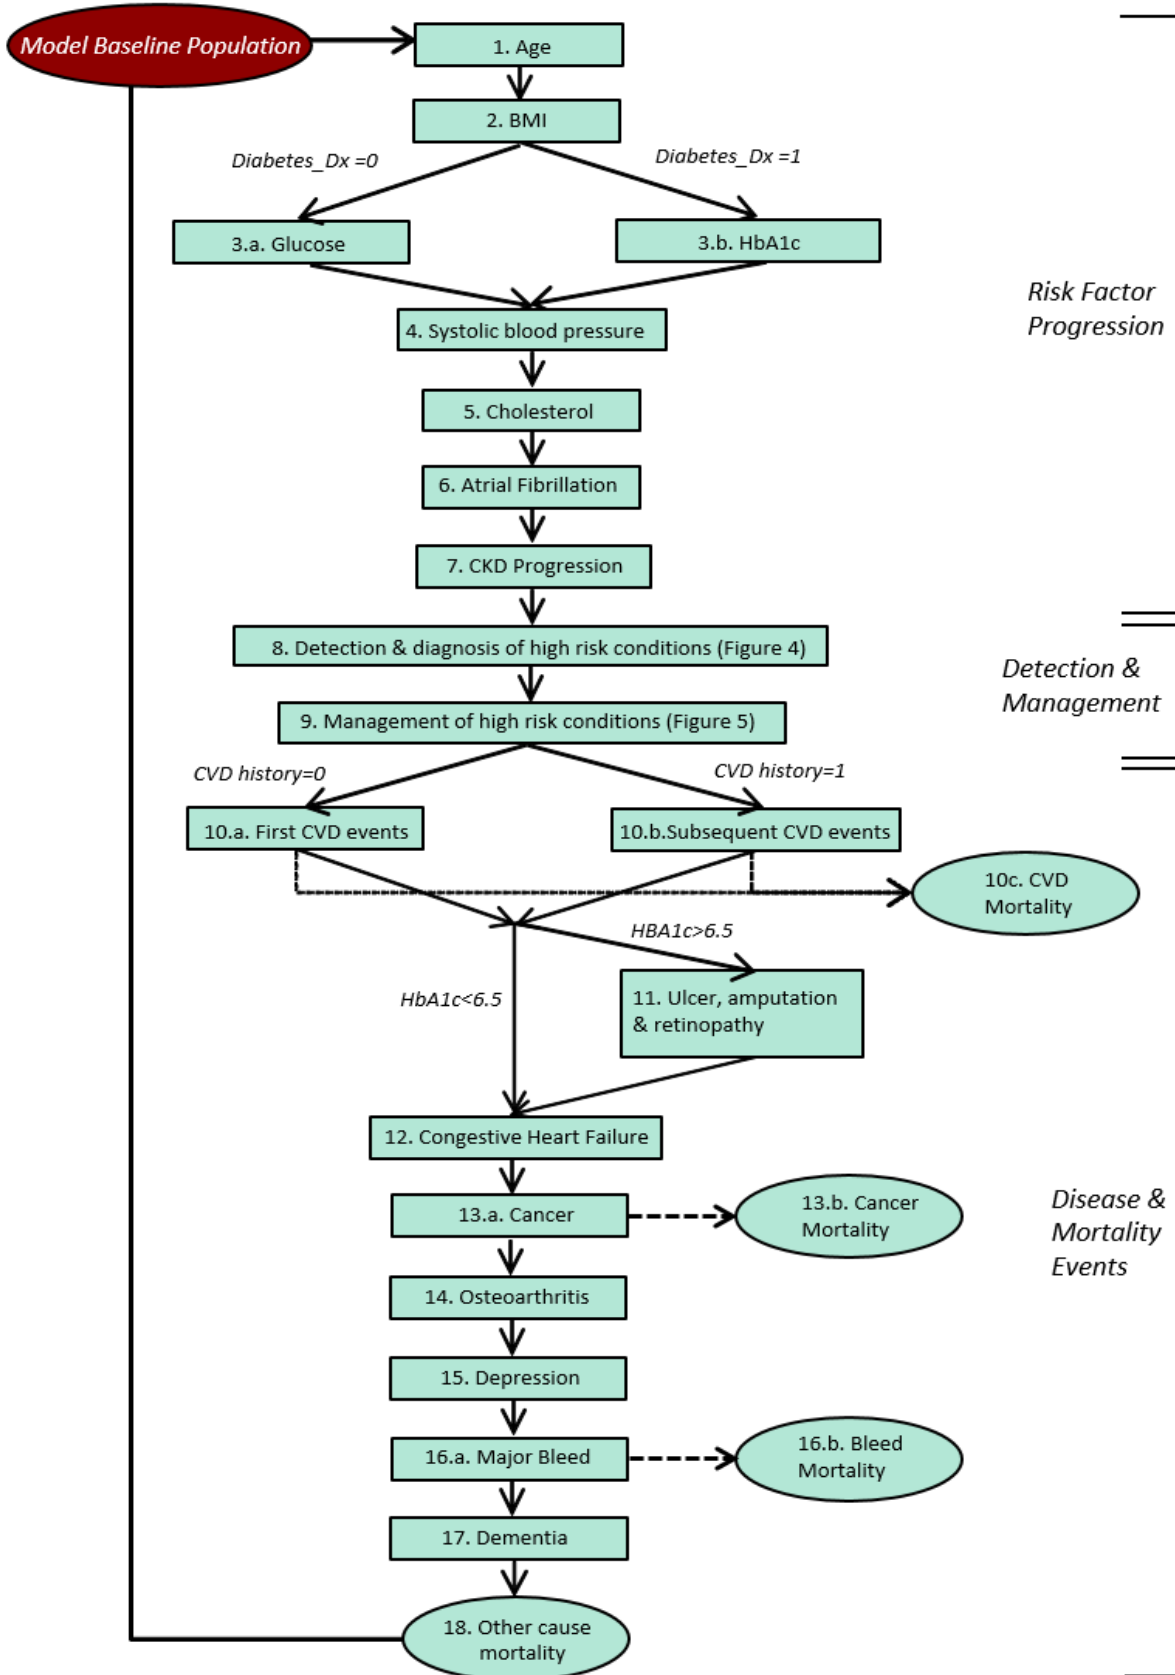 Model Baseline Population
1. Age
2. BMI
Diabetes_Dx =0
Diabetes_Dx =1
3.a. Glucose
3.b. HbA1c
Risk Factor
Progression
4. Systolic blood pressure
5. Cholesterol
6. Atrial Fibrillation
7. CKD Progression
8. Detection & diagnosis of high risk conditions (Figure 4)
Detection &
Management
9. Management of high risk conditions (Figure 5)
CVD history=0
CVD history=1
10.a. First CVD events
10.b.Subsequent CVD events
10c. CVD
Mortality
HBA1c>6.5
HbA1c<6.5
11. Ulcer, amputation
& retinopathy
12. Congestive Heart Failure
13.a. Cancer
13.b. Cancer
Mortality
Disease &
Mortality
Events
14. Osteoarthritis
15. Depression
16.a. Major Bleed
16.b. Bleed
Mortality
17. Dementia
18. Other cause
mortality